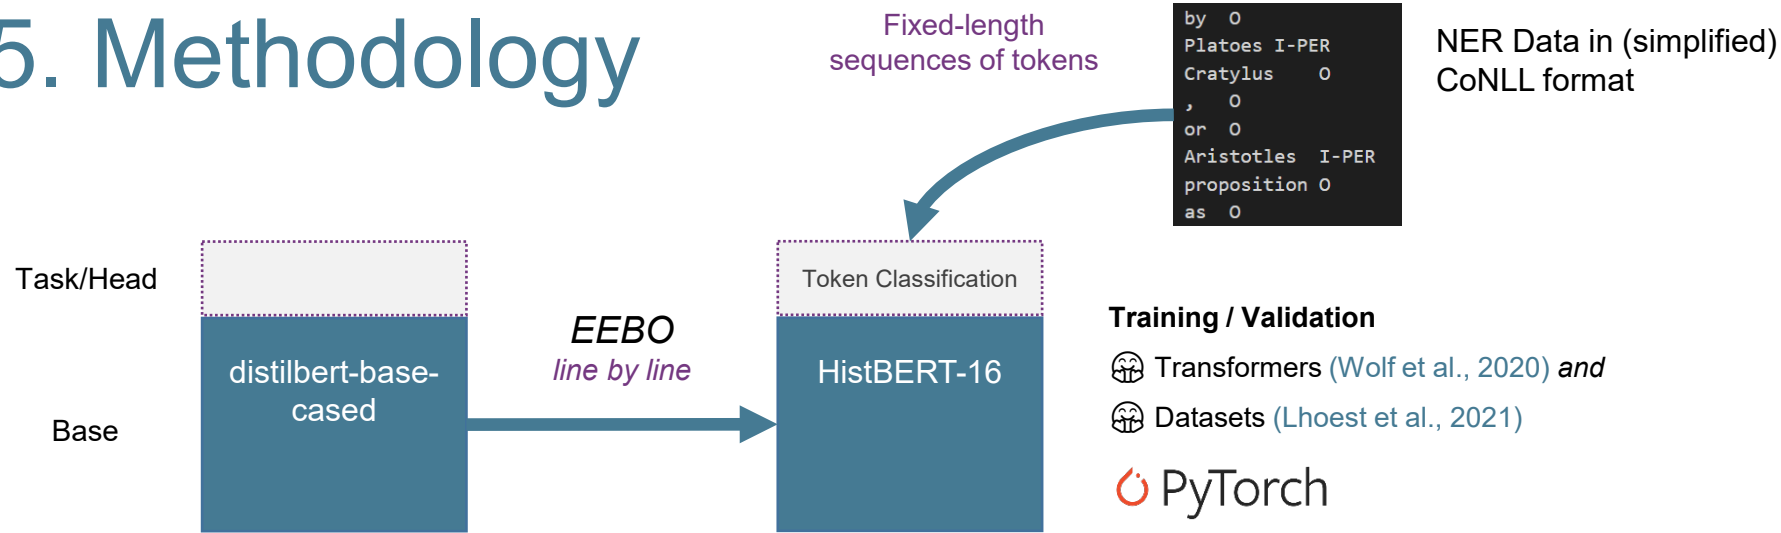 5. Methodology
Fixed-length
sequences of tokens
by O
Platoes I-PER
Cratylus O
, O
or O
Aristotles I-PER
proposition O
as O
NER Data in (simplified)
CoNLL format
Task/Head
Base
distilbert-base-
cased
EEBO
line by line
Token Classification
HistBERT-16
Training / Validation
Transformers (Wolf et al., 2020) and
Datasets (Lhoest et al., 2021)
PyTorch